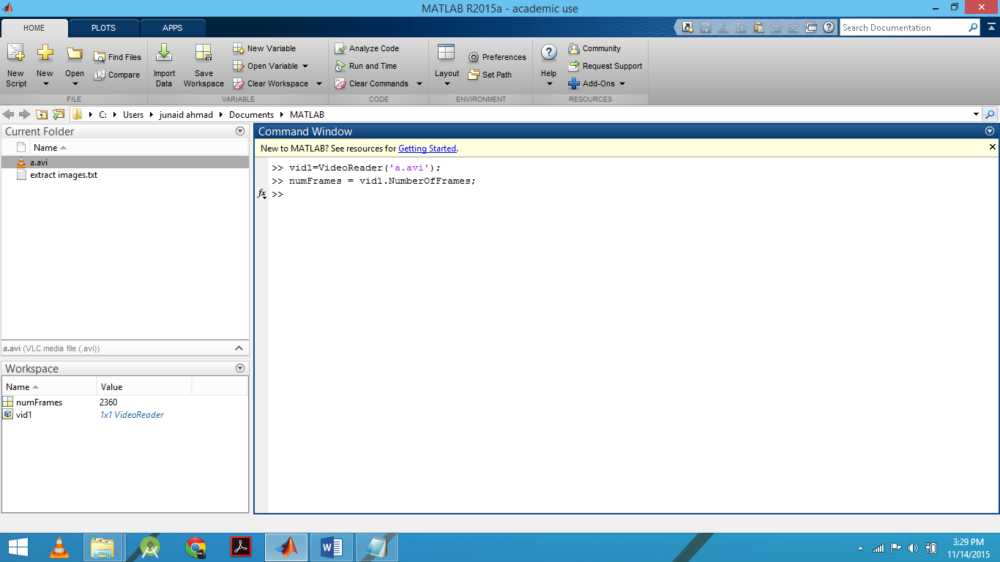 MATLAB R2015a - academic use
HOME PLOTS APPS
Search Documentation
New Script
New
Open
Find Files
Compare
FILE
Import Data
Save Workspace
New Variable
Open Variable
Clear Workspace
VARIABLE
Analyze Code
Run and Time
Clear Commands
CODE
Layout
Preferences
Set Path
ENVIRONMENT
Help
Community
Request Support
Add-Ons
RESOURCES
C: Users junaid ahmad Documents MATLAB
Current Folder
Name
a.avi
extract images.txt
a.avi (VLC media file (.avi))
Workspace
Name Value
numFrames 2360
vid1 1x1 VideoReader
Command Window
New to MATLAB? See resources for Getting Started.
>> vid1=VideoReader('a.avi');
>> numFrames = vid1.NumberOfFrames;
fx >>
3:29 PM
11/14/2015